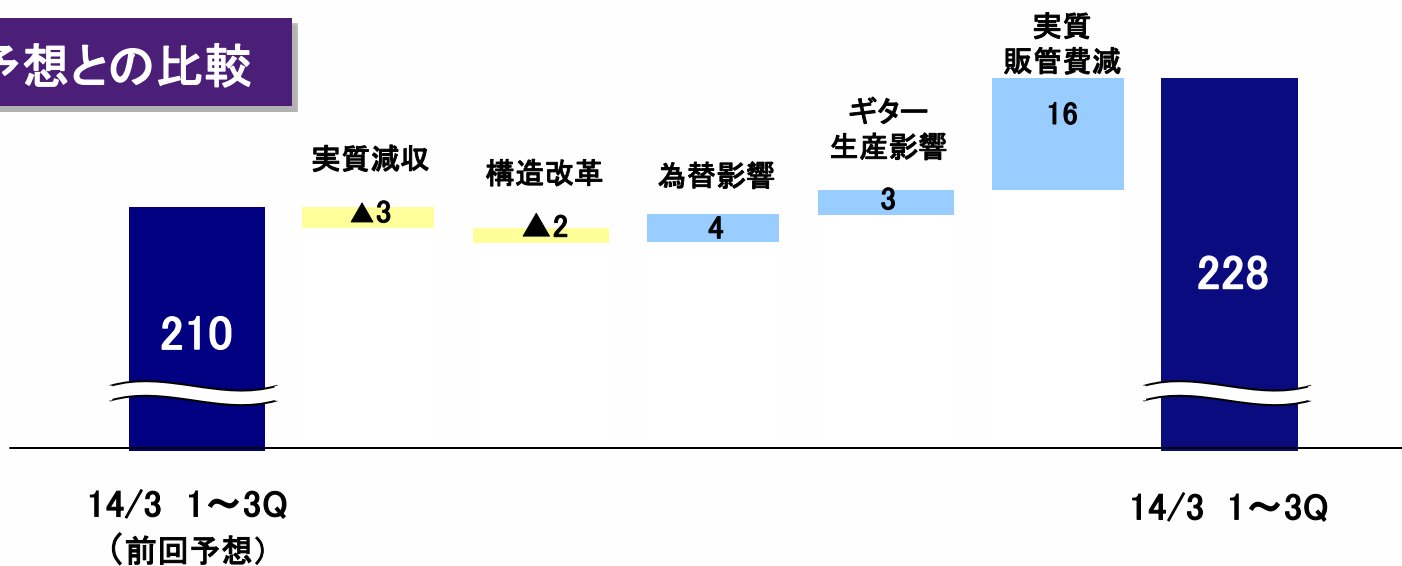 予想との比較
実質減収
▲3
構造改革
▲2
為替影響
4
ギター
生産影響
3
実質
販管費減
16
210
228
14/3 1～3Q
（前回予想）
14/3 1～3Q